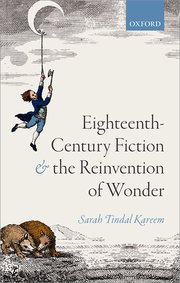 OXFORD
Eighteenth-
Century Fiction
& the Reinvention
of Wonder
Sarah Tindal Kareem